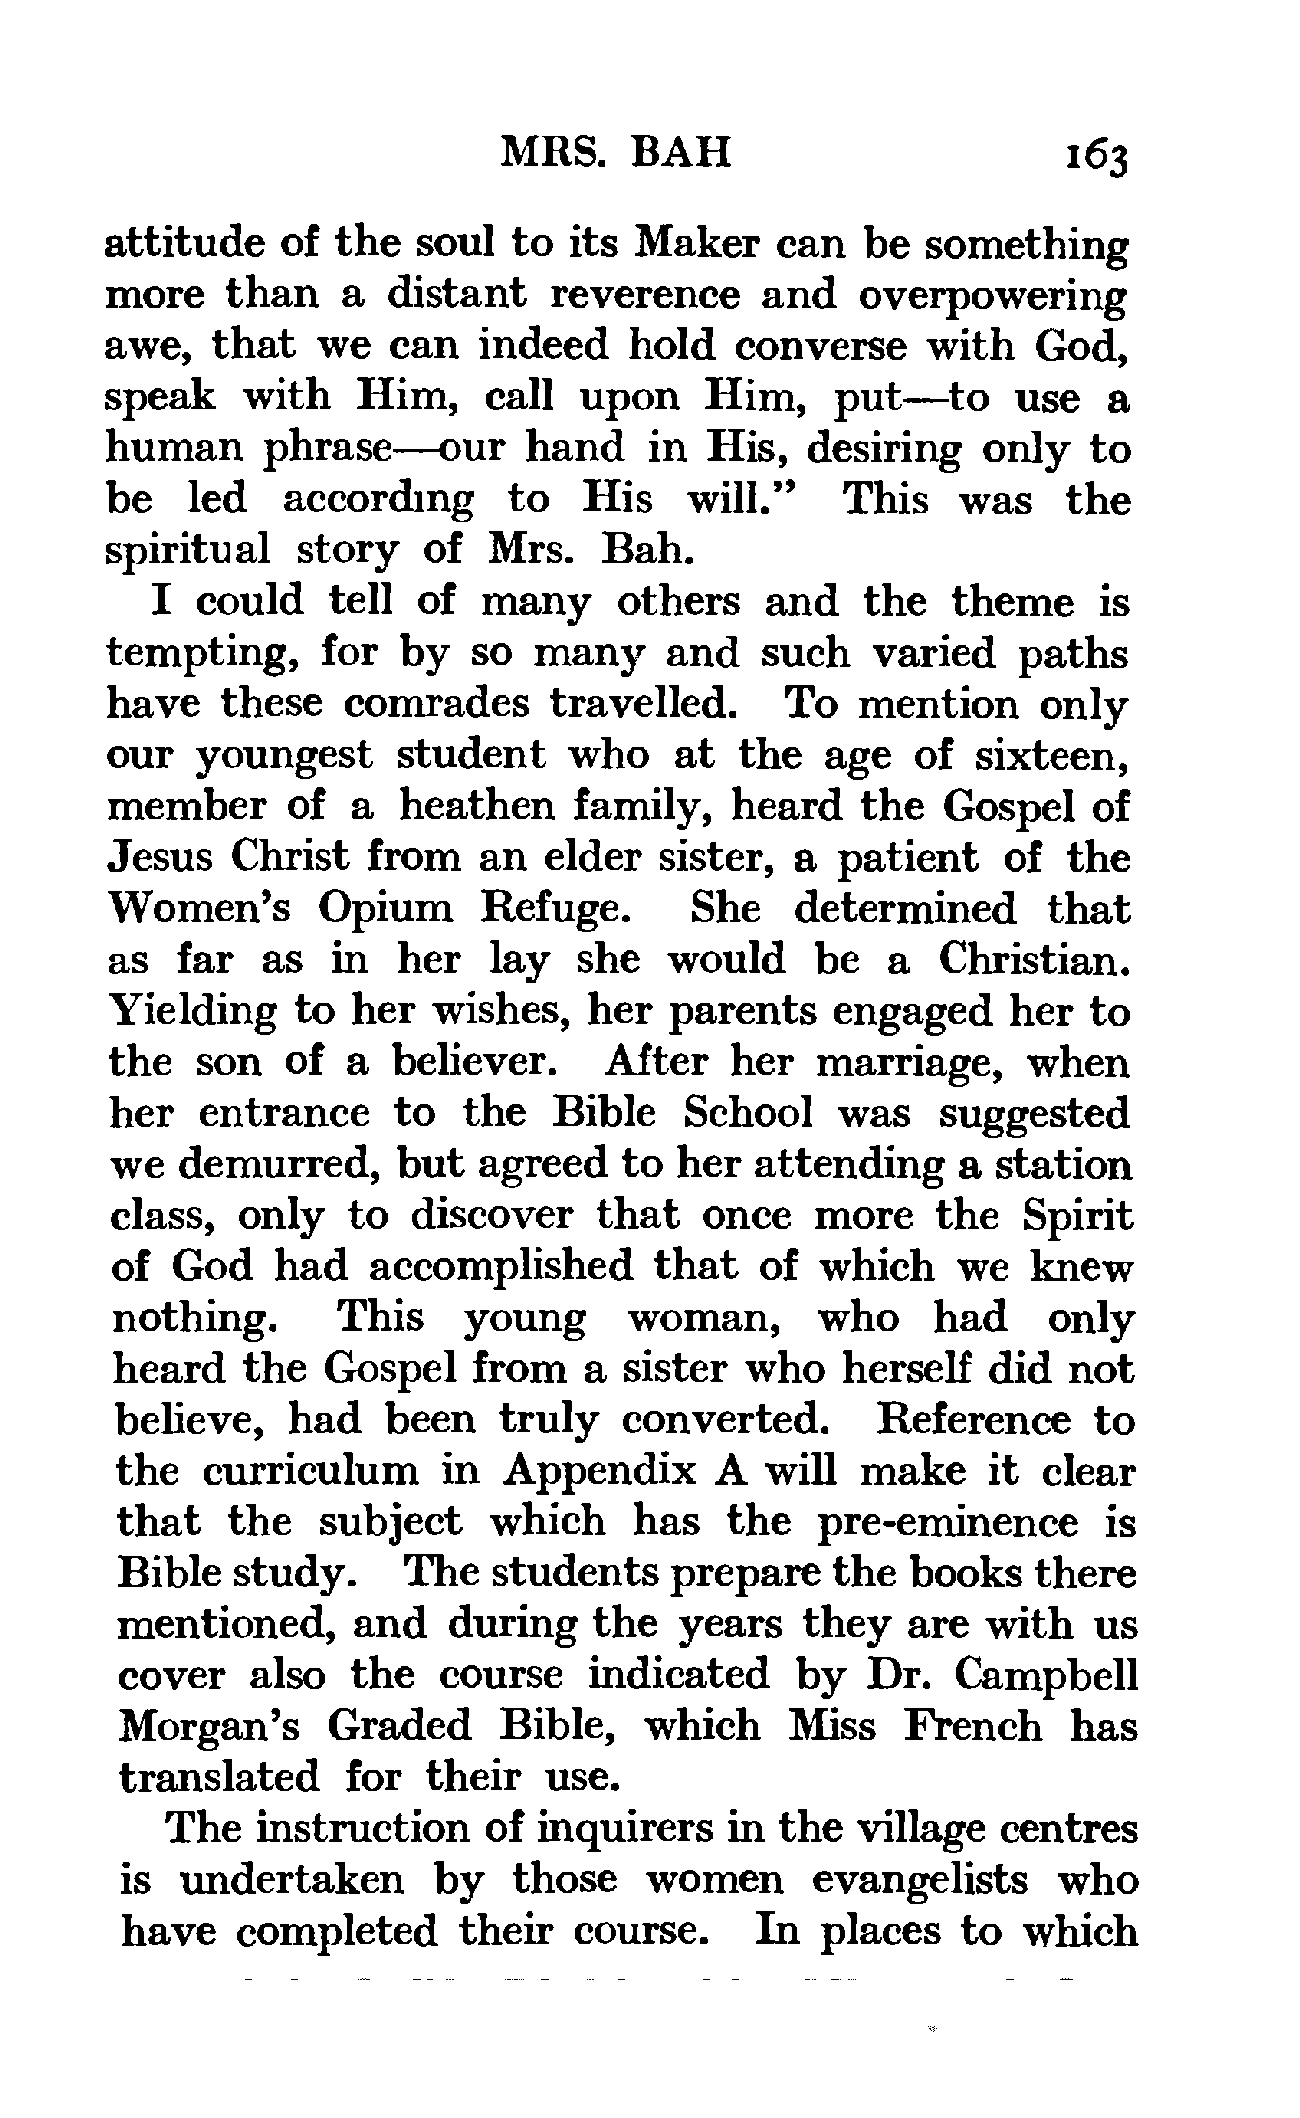 MRS. BAH 163
attitude of the soul to its Maker can be something
more than a distant reverence and overpowering
awe, that we can indeed hold converse with God,
speak with Him, call upon Him, put—to use a
human phrase—our hand in His, desiring only to
be led according to His will.” This was the
spiritual story of Mrs. Bah.
I could tell of many others and the theme is
tempting, for by so many and such varied paths
have these comrades travelled. To mention only
our youngest student who at the age of sixteen,
member of a heathen family, heard the Gospel of
Jesus Christ from an elder sister, a patient of the
Women's Opium Refuge. She determined that
as far as in her lay she would be a Christian.
Yielding to her wishes, her parents engaged her to
the son of a believer. After her marriage, when
her entrance to the Bible School was suggested
we demurred, but agreed to her attending a station
class, only to discover that once more the Spirit
of God had accomplished that of which we knew
nothing. This young woman, who had only
heard the Gospel from a sister who herself did not
believe, had been truly converted. Reference to
the curriculum in Appendix A will make it clear
that the subject which has the pre-eminence is
Bible study. The students prepare the books there
mentioned, and during the years they are with us
cover also the course indicated by Dr. Campbell
Morgan's Graded Bible, which Miss French has
translated for their use.
The instruction of inquirers in the village centres
is undertaken by those women evangelists who
have completed their course. In places to which